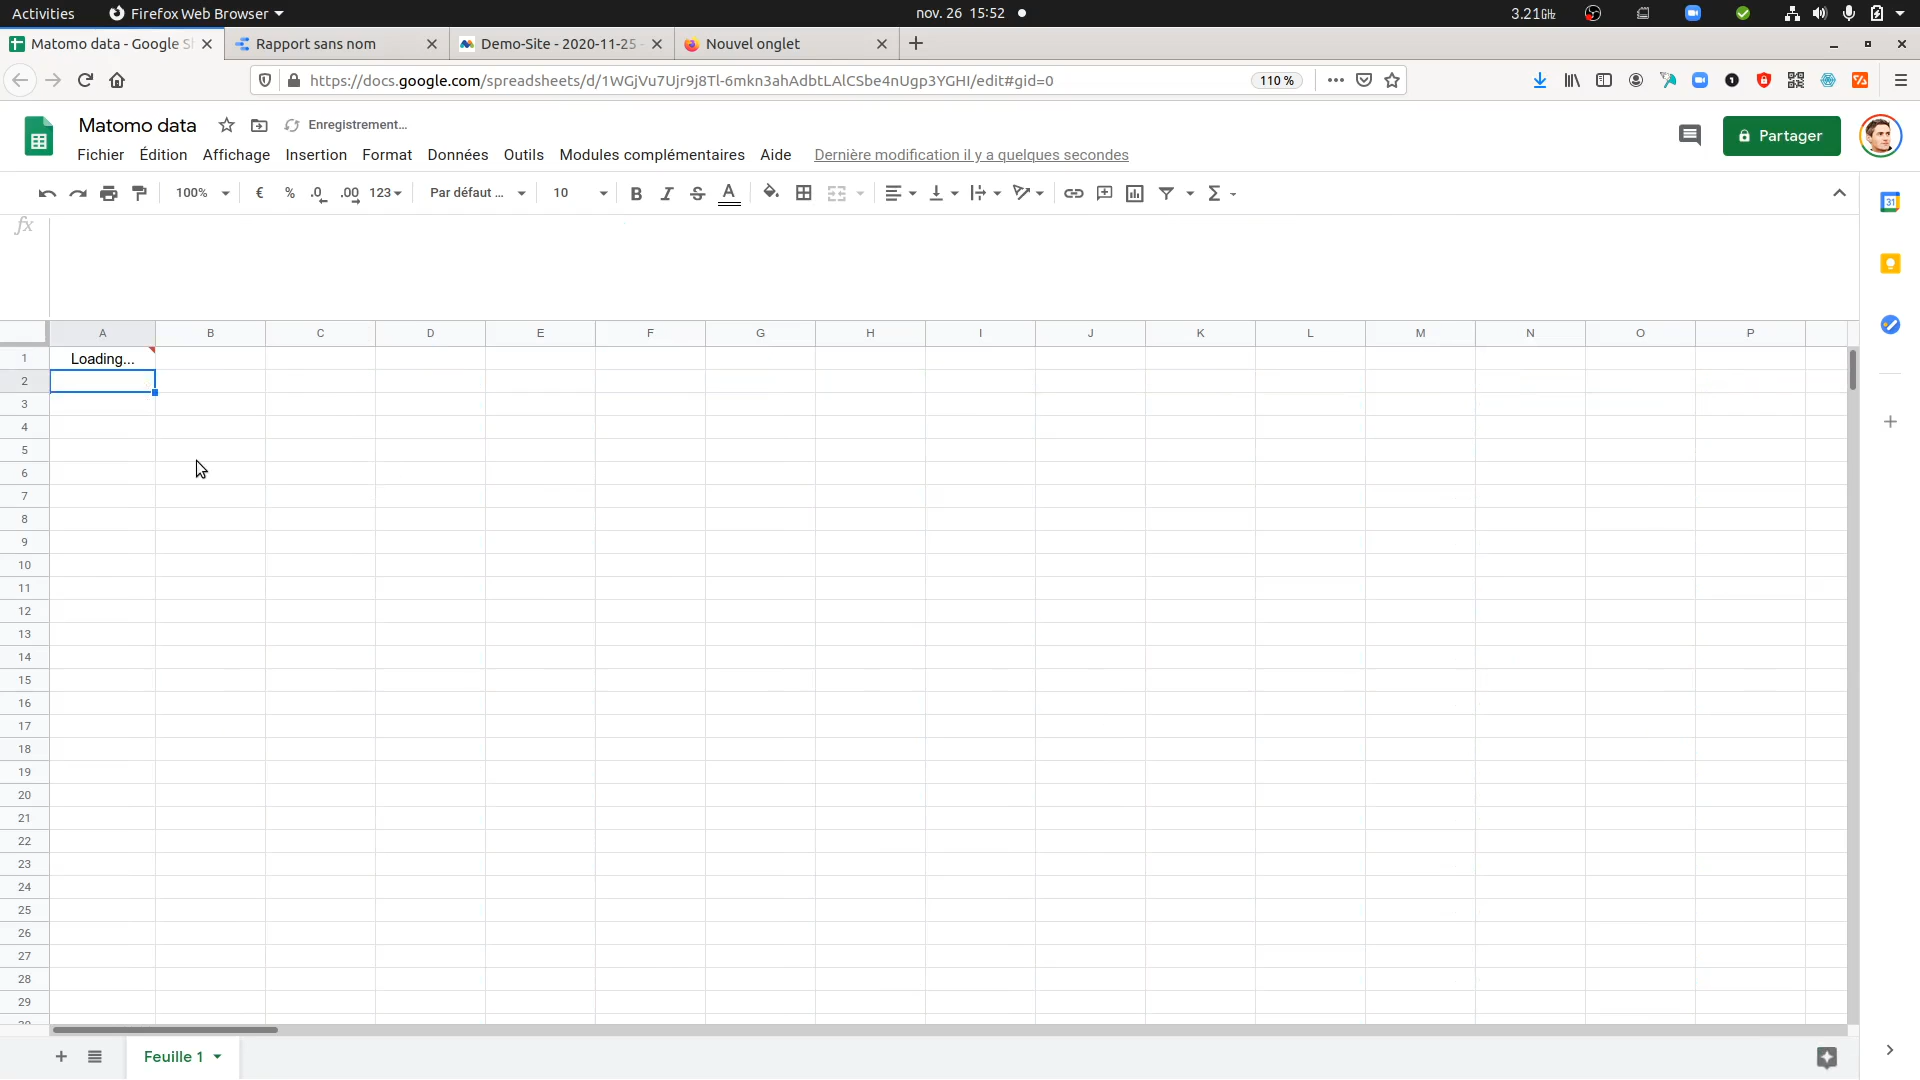 Activities Firefox Web Browser nov. 26 15:52 3.21GHz
Matomo data - Google S Rapport sans nom Demo-Site - 2020-11-25 - Nouvel onglet
https://docs.google.com/spreadsheets/d/1WGjVu7Ujr9j8Tl-6mkn3ahAdbtLAlCSbe4nUgp3YGHI/edit#gid=0 110 %
Matomo data Enregistrement...
Partager
Fichier Édition Affichage Insertion Format Données Outils Modules complémentaires Aide Dernière modification il y a quelques secondes
100% € % .0 .00 123 Par défaut ... 10 B I S A Σ
31
fx
A B C D E F G H I J K L M N O P
1 Loading...
2
3
4
5
6
7
8
9
10
11
12
13
14
15
16
17
18
19
20
21
22
23
24
25
26
27
28
29
Feuille 1